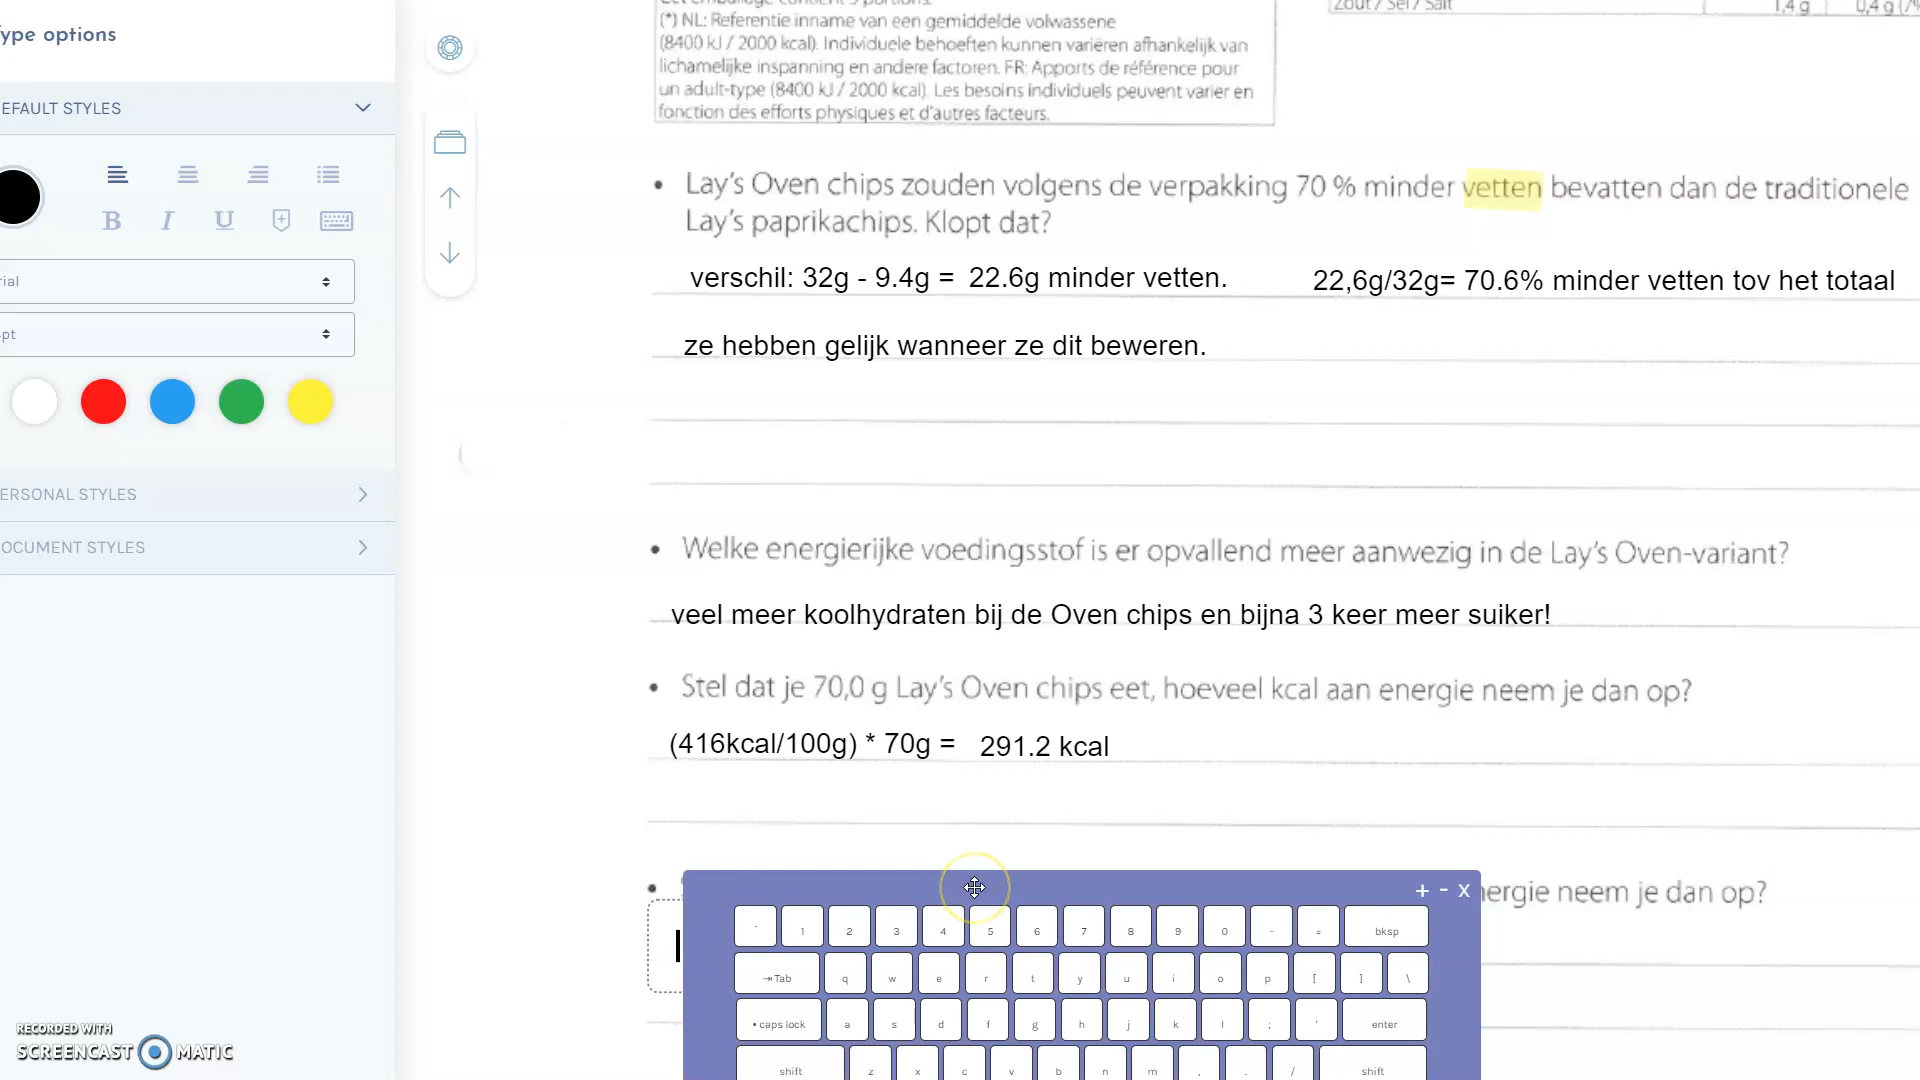 ype options
EFAULT STYLES
B I U
rial
pt
ERSONAL STYLES
OCUMENT STYLES
(*) NL: Referentie inname van een gemiddelde volwassene
(8400 kJ / 2000 kcal). Individuele behoeften kunnen variëren afhankelijk van
lichamelijke inspanning en andere factoren. FR: Apports de référence pour
un adult-type (8400 kJ / 2000 kcal). Les besoins individuels peuvent varier en
fonction des efforts physiques et d'autres facteurs.
Zout / Sel / Salt 1,4 g 0,4 g (7%
• Lay's Oven chips zouden volgens de verpakking 70 % minder vetten bevatten dan de traditionele
Lay's paprikachips. Klopt dat?
verschil: 32g - 9.4g = 22.6g minder vetten. 22,6g/32g= 70.6% minder vetten tov het totaal
ze hebben gelijk wanneer ze dit beweren.
• Welke energierijke voedingsstof is er opvallend meer aanwezig in de Lay's Oven-variant?
veel meer koolhydraten bij de Oven chips en bijna 3 keer meer suiker!
• Stel dat je 70,0 g Lay's Oven chips eet, hoeveel kcal aan energie neem je dan op?
(416kcal/100g) * 70g = 291.2 kcal
• nergie neem je dan op?
+ - x
` 1 2 3 4 5 6 7 8 9 0 - = bksp
⇥ Tab q w e r t y u i o p [ ] \
• caps lock a s d f g h j k l ; ' enter
shift z x c v b n m , . / shift
RECORDED WITH
SCREENCAST MATIC